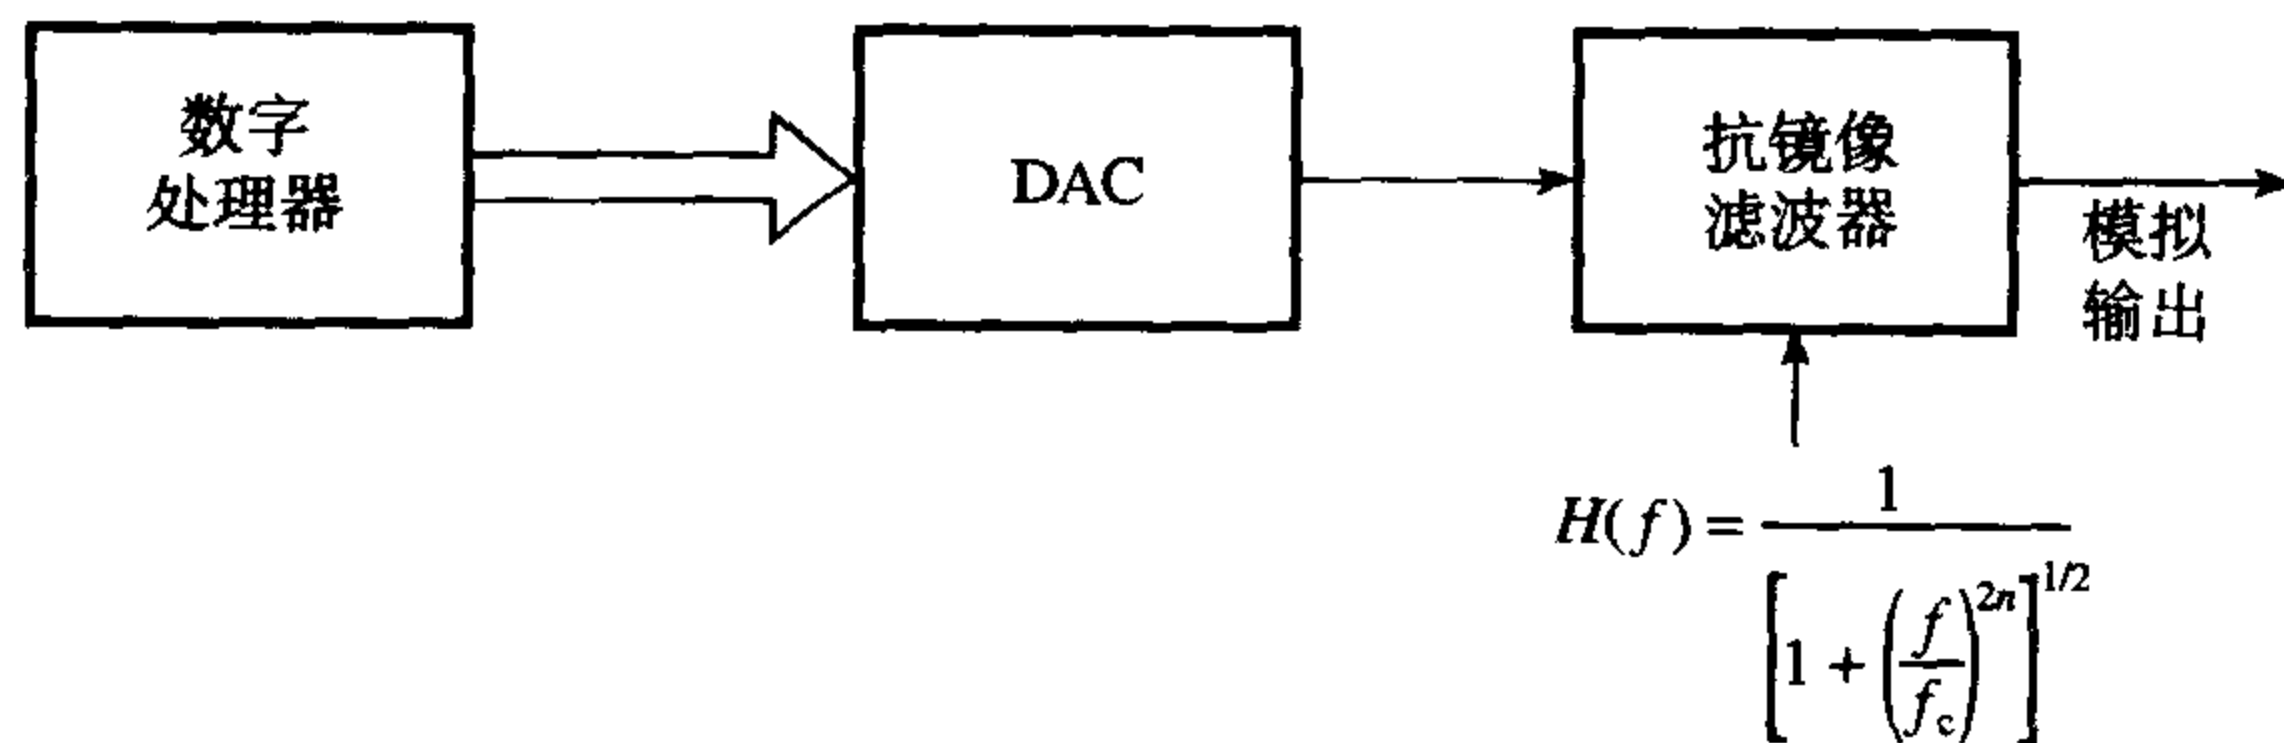 数字
处理器
DAC
抗镜像
滤波器
模拟
输出
H(f) = 1 / [1 + (f/f_c)^{2n}]^{1/2}